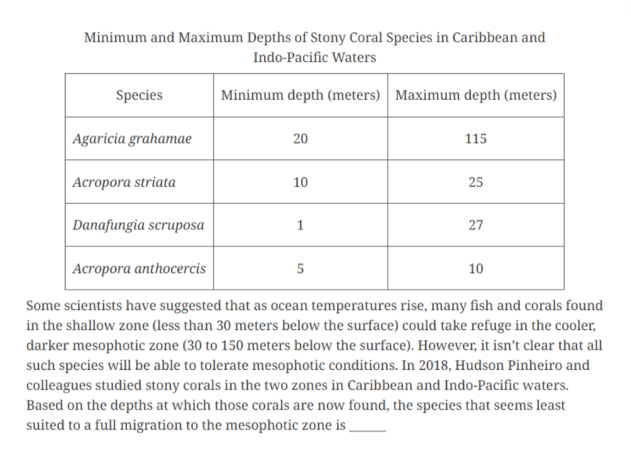 Minimum and Maximum Depths of Stony Coral Species in Caribbean and
Indo-Pacific Waters
Species Minimum depth (meters) Maximum depth (meters)
Agaricia grahamae 20 115
Acropora striata 10 25
Danafungia scruposa 1 27
Acropora anthocercis 5 10
Some scientists have suggested that as ocean temperatures rise, many fish and corals found
in the shallow zone (less than 30 meters below the surface) could take refuge in the cooler,
darker mesophotic zone (30 to 150 meters below the surface). However, it isn’t clear that all
such species will be able to tolerate mesophotic conditions. In 2018, Hudson Pinheiro and
colleagues studied stony corals in the two zones in Caribbean and Indo-Pacific waters.
Based on the depths at which those corals are now found, the species that seems least
suited to a full migration to the mesophotic zone is ______